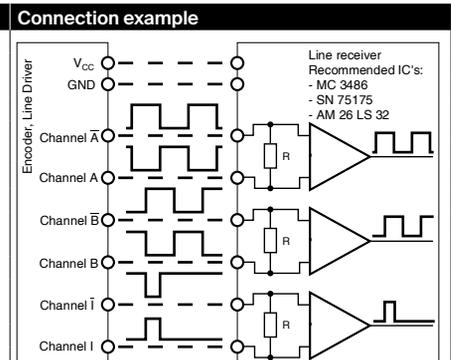 Connection example
Encoder, Line Driver
V_CC
GND
Channel A̅
Channel A
Channel B̅
Channel B
Channel I̅
Channel I
Line receiver
Recommended IC's:
- MC 3486
- SN 75175
- AM 26 LS 32
R
R
R